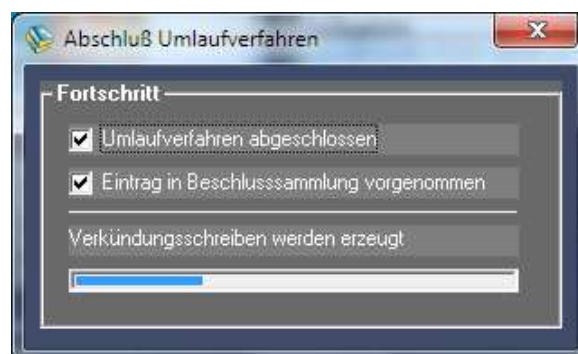 Abschluß Umlaufverfahren
Fortschritt
Umlaufverfahren abgeschlossen
Eintrag in Beschlusssammlung vorgenommen
Verkündungsschreiben werden erzeugt